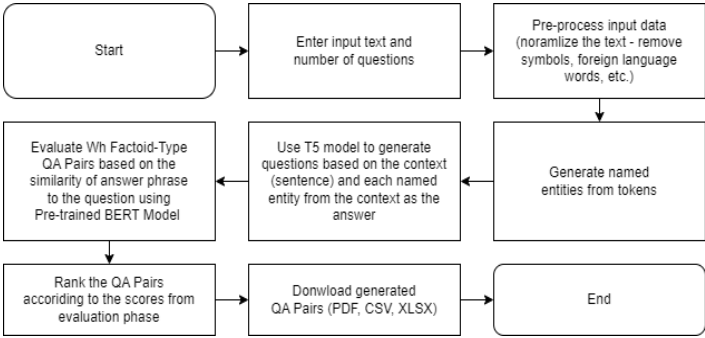 Start
Enter input text and
number of questions
Pre-process input data
(noramlize the text - remove
symbols, foreign language
words, etc.)
Generate named
entities from tokens
Use T5 model to generate
questions based on the context
(sentence) and each named
entity from the context as the
answer
Evaluate Wh Factoid-Type
QA Pairs based on the
similarity of answer phrase
to the question using
Pre-trained BERT Model
Rank the QA Pairs
accoriding to the scores from
evaluation phase
Donwload generated
QA Pairs (PDF, CSV, XLSX)
End